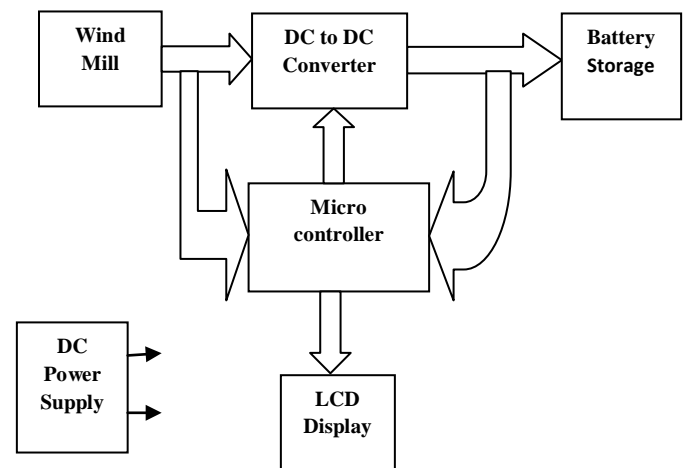 Wind
Mill
DC to DC
Converter
Battery
Storage
Micro
controller
DC
Power
Supply
LCD
Display